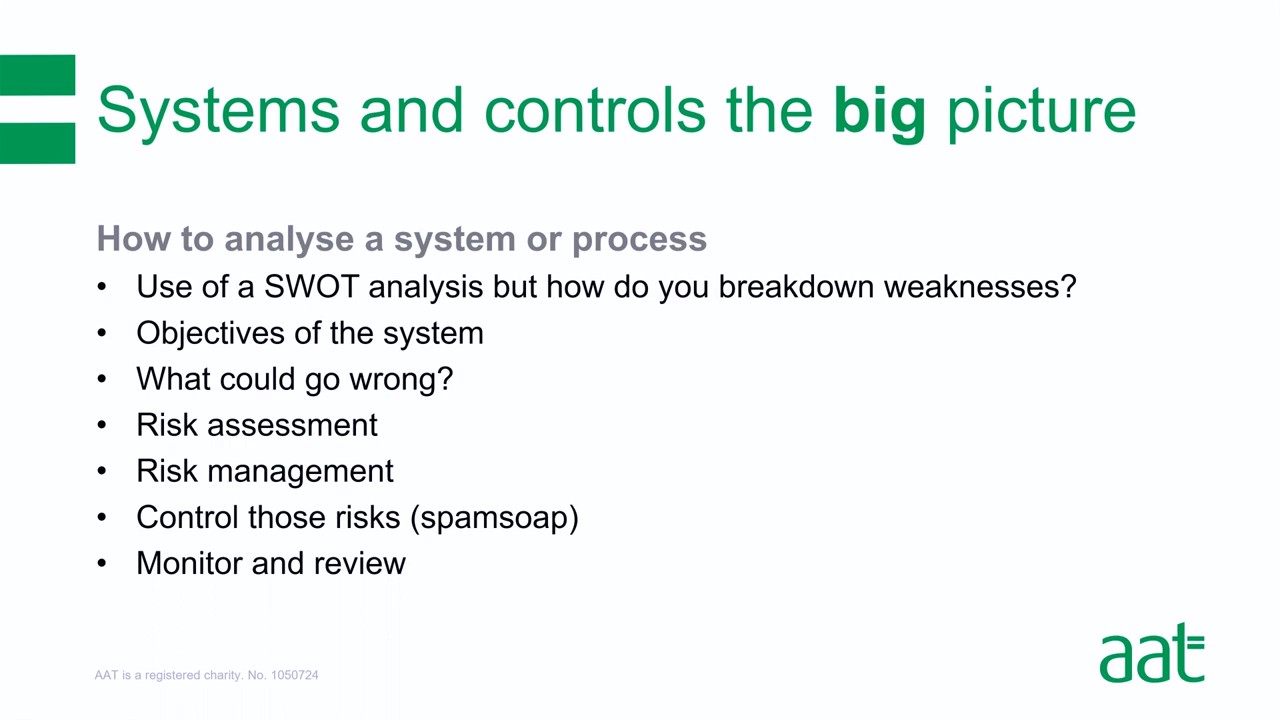 Systems and controls the big picture
How to analyse a system or process
• Use of a SWOT analysis but how do you breakdown weaknesses?
• Objectives of the system
• What could go wrong?
• Risk assessment
• Risk management
• Control those risks (spamsoap)
• Monitor and review
AAT is a registered charity. No. 1050724
aat